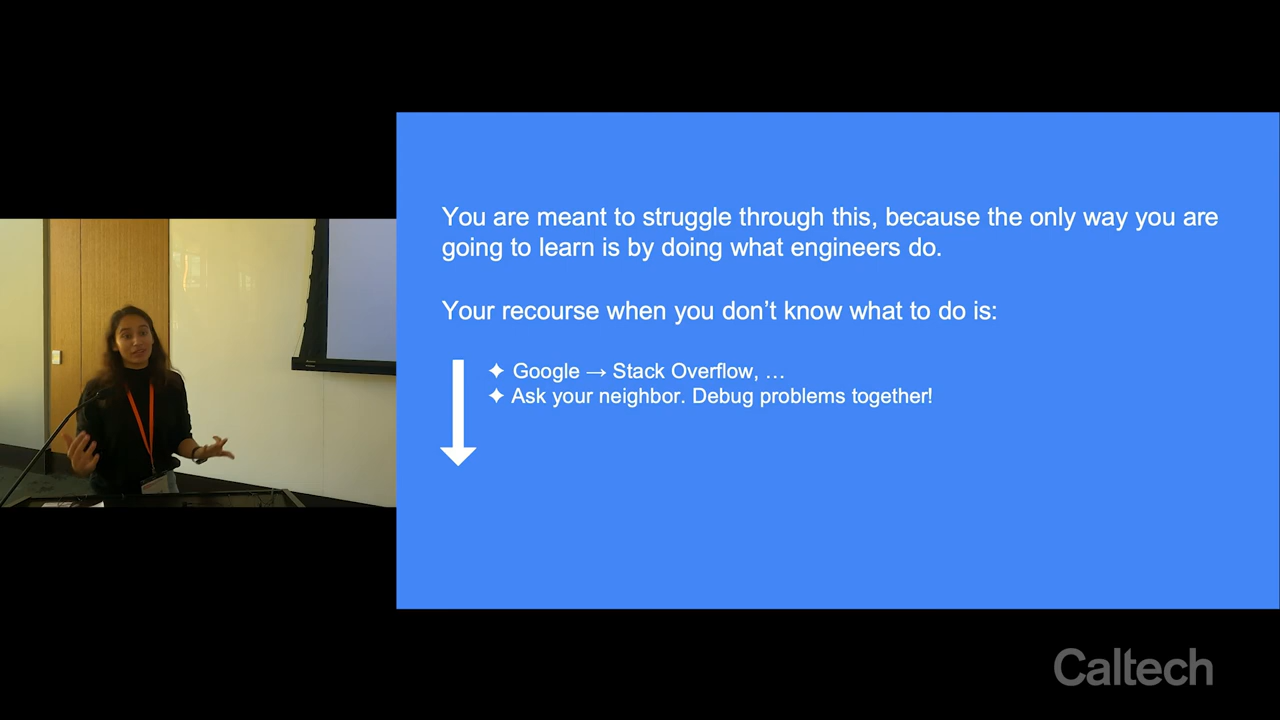 You are meant to struggle through this, because the only way you are
going to learn is by doing what engineers do.
Your recourse when you don’t know what to do is:
✦ Google → Stack Overflow, …
✦ Ask your neighbor. Debug problems together!
Caltech